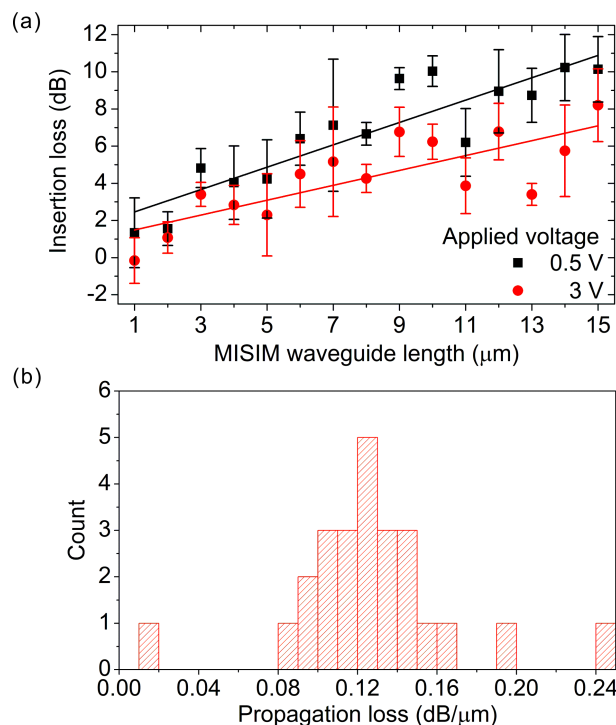 (a)
Insertion loss (dB)
12
10
8
6
4
2
0
-2
Applied voltage
0.5 V
3 V
1 3 5 7 9 11 13 15
MISIM waveguide length (μm)
(b)
Count
6
5
4
3
2
1
0
0.00 0.04 0.08 0.12 0.16 0.20 0.24
Propagation loss (dB/μm)